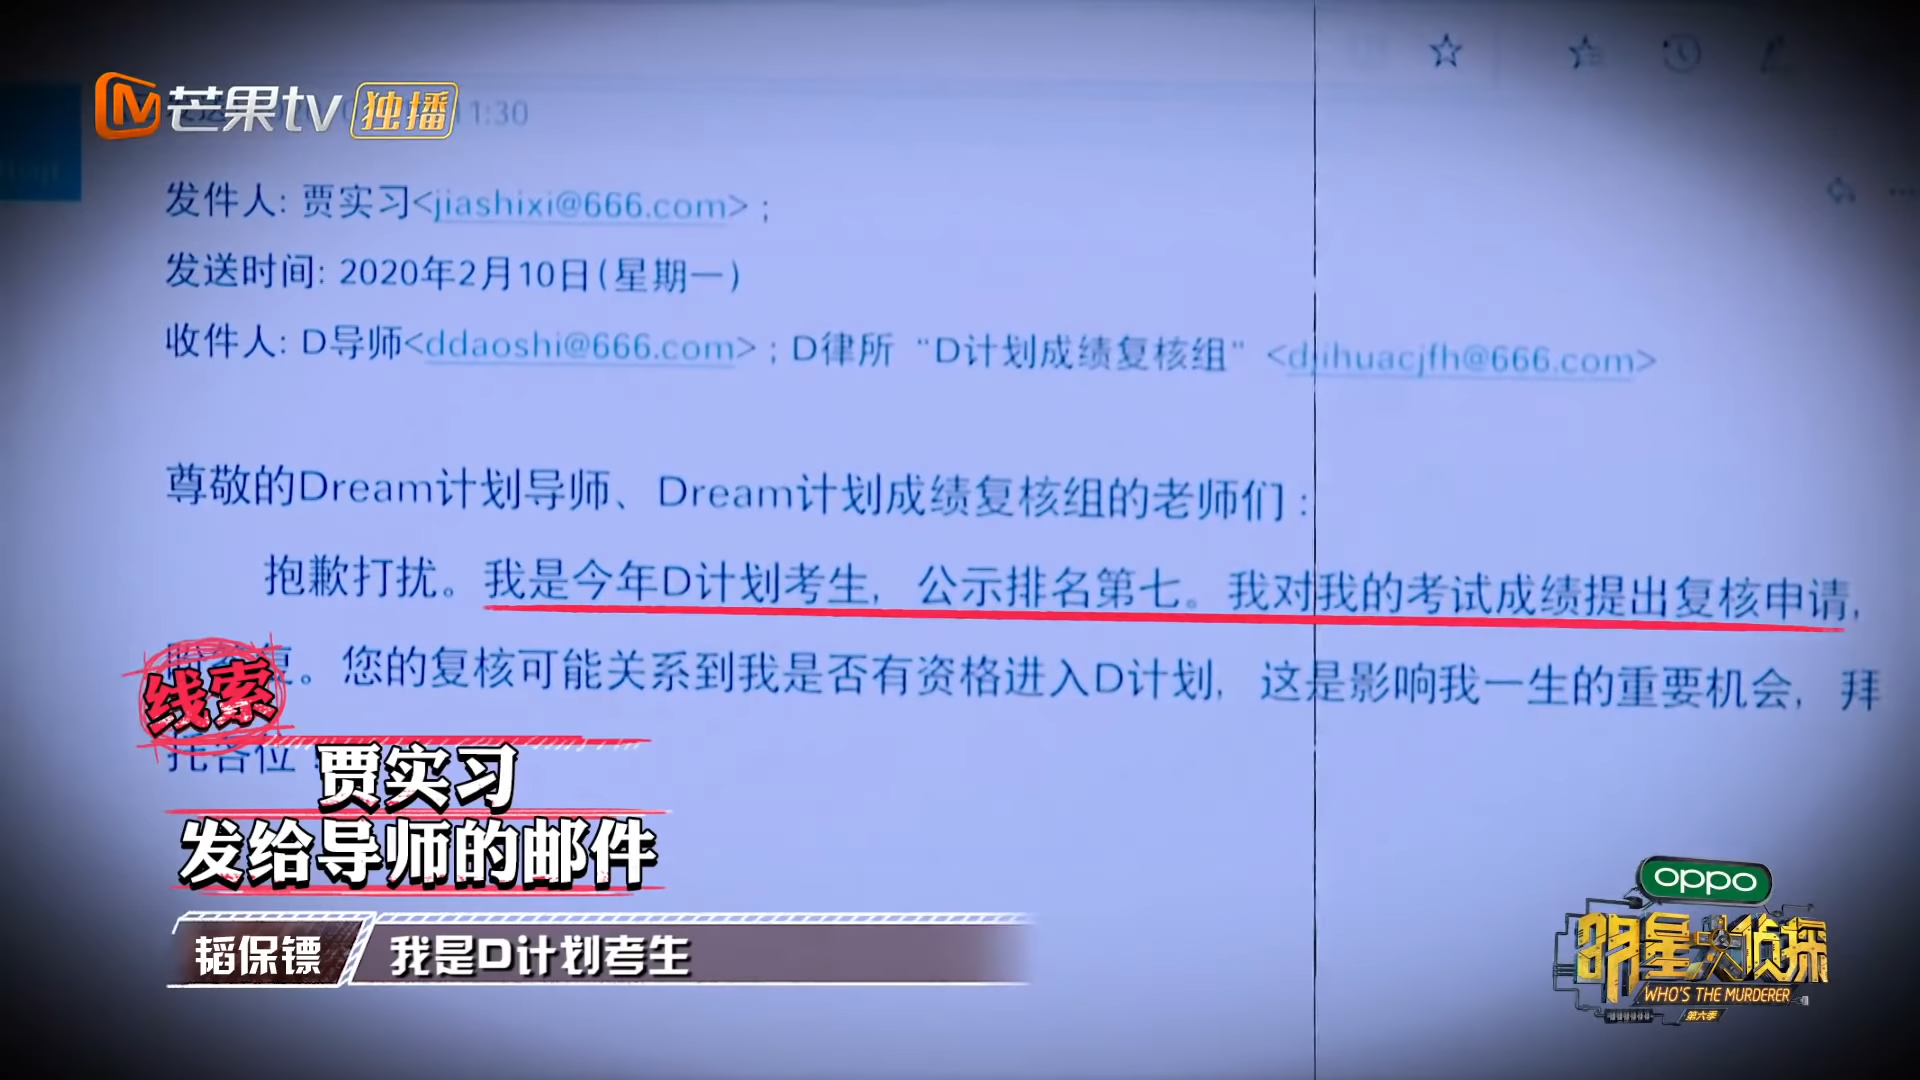 芒果tv 独播
1:30
发件人: 贾实习<jiashixi@666.com> ;
发送时间: 2020年2月10日(星期一)
收件人: D导师<ddaoshi@666.com> ; D律所 “D计划成绩复核组” <djihuacjfh@666.com>
尊敬的Dream计划导师、Dream计划成绩复核组的老师们：
抱歉打扰。我是今年D计划考生, 公示排名第七。我对我的考试成绩提出复核申请,
复。您的复核可能关系到我是否有资格进入D计划, 这是影响我一生的重要机会, 拜
托各位
线索
贾实习
发给导师的邮件
韬保镖 我是D计划考生
oppo
明星大侦探
WHO'S THE MURDERER
第六季